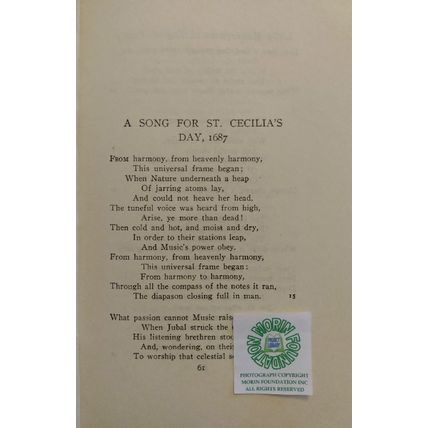 A SONG FOR ST. CECILIA'S
DAY, 1687
FROM harmony, from heavenly harmony,
This universal frame began;
When Nature underneath a heap
Of jarring atoms lay,
And could not heave her head,
The tuneful voice was heard from high,
Arise, ye more than dead!
Then cold and hot, and moist and dry,
In order to their stations leap,
And Music's power obey.
From harmony, from heavenly harmony,
This universal frame began:
From harmony to harmony,
Through all the compass of the notes it ran,
The diapason closing full in man. 15
What passion cannot Music rais
When Jubal struck the
His listening brethren stoo
And, wondering, on thei
To worship that celestial s
61
MORIN FOUNDATION
PROJECT
LIBRARY
PHOTOGRAPH COPYRIGHT
MORIN FOUNDATION INC
ALL RIGHTS RESERVED